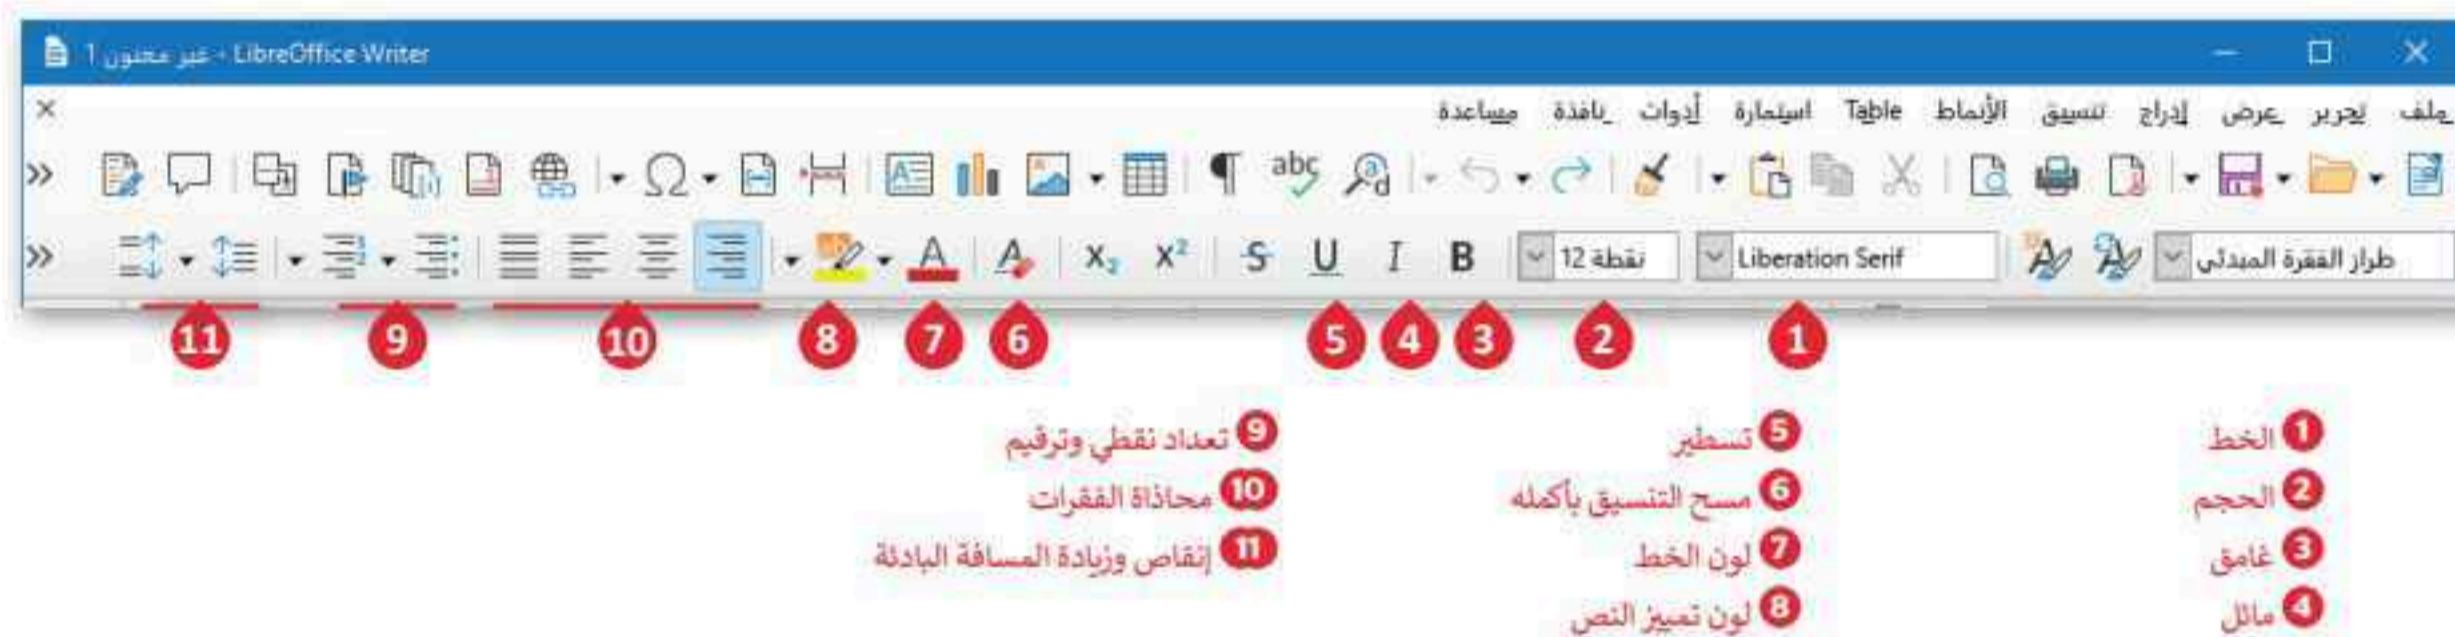 غير معنون 1 - LibreOffice Writer
ملف تحرير عرض إدراج تنسيق الأنماط Table استمارة أدوات نافذة مساعدة
طراز الفقرة المبدئي Liberation Serif 12 نقطة B I U S X² X₂
1 2 3 4 5 6 7 8 10 9 11
1 الخط
2 الحجم
3 غامق
4 مائل
5 تسطير
6 مسح التنسيق بأكمله
7 لون الخط
8 لون تمييز النص
9 تعداد نقطي وترقيم
10 محاذاة الفقرات
11 إنقاص وزيادة المسافة البادئة